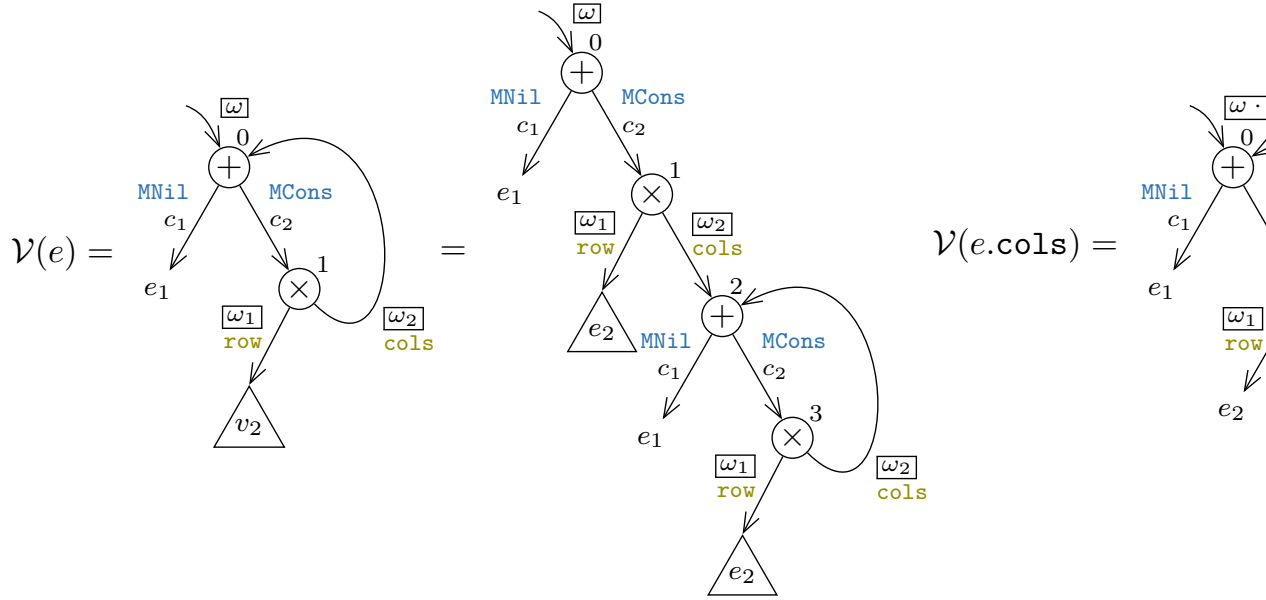 𝒱(e) =
ω
0
+
MNil
MCons
c₁
c₂
e₁
1
×
ω₁
row
ω₂
cols
v₂
=
ω
0
+
MNil
MCons
c₁
c₂
e₁
1
×
ω₁
row
ω₂
cols
e₂
2
+
MNil
MCons
c₁
c₂
e₁
3
×
ω₁
row
ω₂
cols
e₂
𝒱(e.cols) =
ω ·
0
+
MNil
c₁
e₁
ω₁
row
e₂